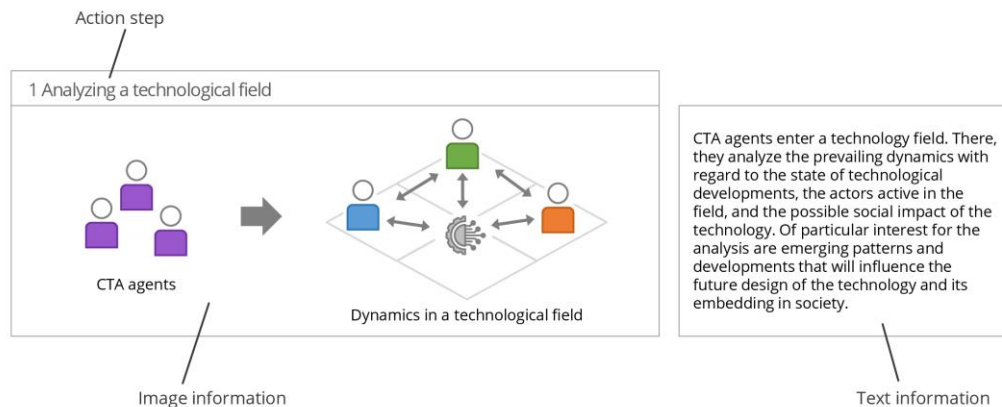 Action step
1 Analyzing a technological field
CTA agents
Dynamics in a technological field
CTA agents enter a technology field. There,
they analyze the prevailing dynamics with
regard to the state of technological
developments, the actors active in the
field, and the possible social impact of the
technology. Of particular interest for the
analysis are emerging patterns and
developments that will influence the
future design of the technology and its
embedding in society.
Image information
Text information